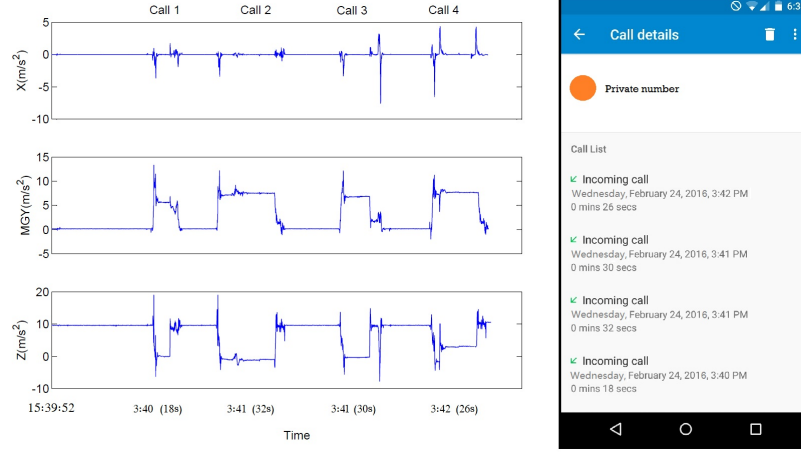 Call 1 Call 2 Call 3 Call 4
5
0
-5
-10
X(m/s²)
15
10
5
0
-5
MGY(m/s²)
20
10
0
-10
Z(m/s²)
15:39:52 3:40 (18s) 3:41 (32s) 3:41 (30s) 3:42 (26s)
Time
Call details
Private number
Call List
Incoming call
Wednesday, February 24, 2016, 3:42 PM
0 mins 26 secs
Incoming call
Wednesday, February 24, 2016, 3:41 PM
0 mins 30 secs
Incoming call
Wednesday, February 24, 2016, 3:41 PM
0 mins 32 secs
Incoming call
Wednesday, February 24, 2016, 3:40 PM
0 mins 18 secs